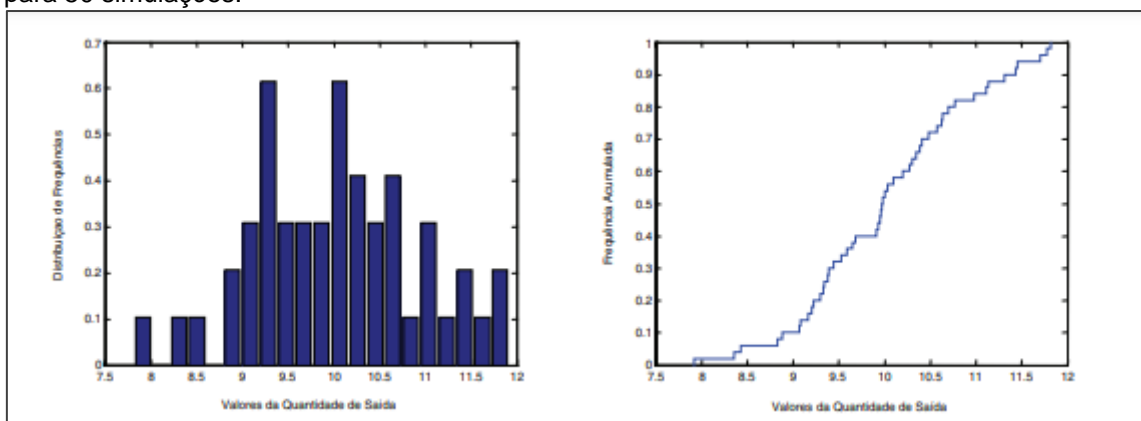 para 50 simulações.
0.7
0.6
0.5
0.4
0.3
0.2
0.1
0
Distribuiçao de Frequências
7.5 8 8.5 9 9.5 10 10.5 11 11.5 12
Valores da Quantidade de Saída
1
0.9
0.8
0.7
0.6
0.5
0.4
0.3
0.2
0.1
0
Frequência Acumulada
7.5 8 8.5 9 9.5 10 10.5 11 11.5 12
Valores da Quantidade de Saída